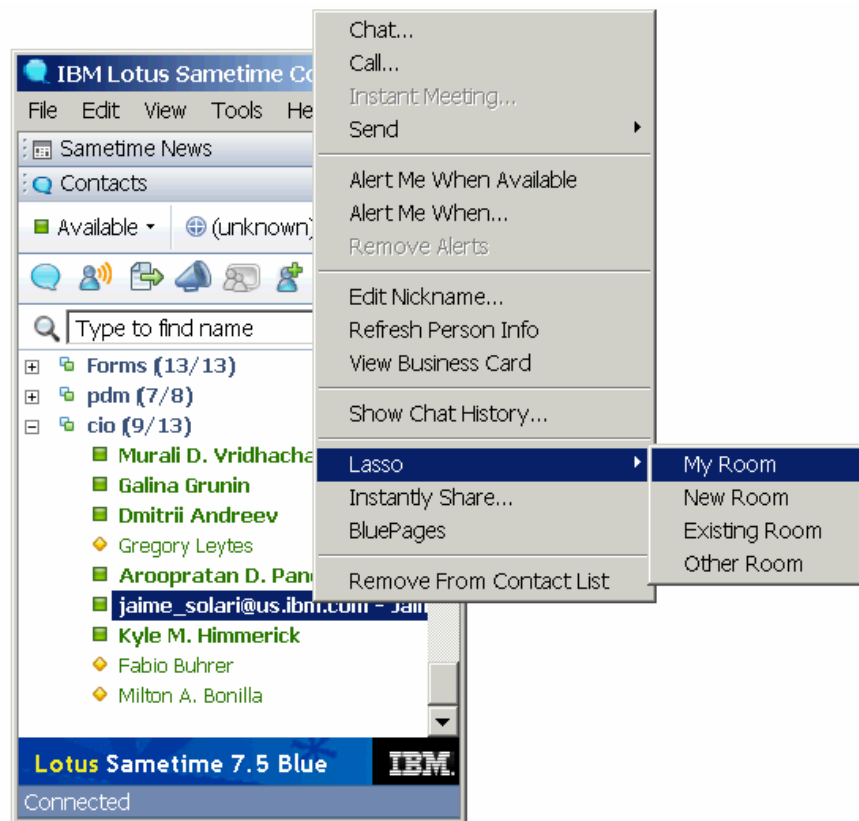 IBM Lotus Sametime Co
File Edit View Tools He
Sametime News
Contacts
Available (unknown)
Type to find name
Forms (13/13)
pdm (7/8)
cio (9/13)
Murali D. Vridhacha
Galina Grunin
Dmitrii Andreev
Gregory Leytes
Aroopratan D. Pan
jaime_solari@us.ibm.com - Jaim
Kyle M. Himmerick
Fabio Buhrer
Milton A. Bonilla
Lotus Sametime 7.5 Blue IBM.
Connected
Chat...
Call...
Instant Meeting...
Send
Alert Me When Available
Alert Me When...
Remove Alerts
Edit Nickname...
Refresh Person Info
View Business Card
Show Chat History...
Lasso
Instantly Share...
BluePages
Remove From Contact List
My Room
New Room
Existing Room
Other Room